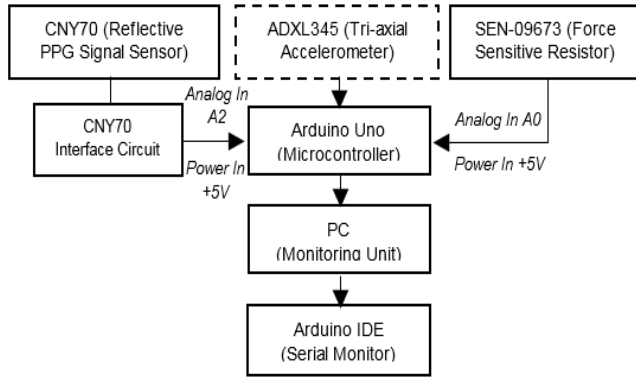 CNY70 (Reflective
PPG Signal Sensor)
ADXL345 (Tri-axial
Accelerometer)
SEN-09673 (Force
Sensitive Resistor)
CNY70
Interface Circuit
Analog In
A2
Power In
+5V
Arduino Uno
(Microcontroller)
Analog In A0
Power In +5V
PC
(Monitoring Unit)
Arduino IDE
(Serial Monitor)